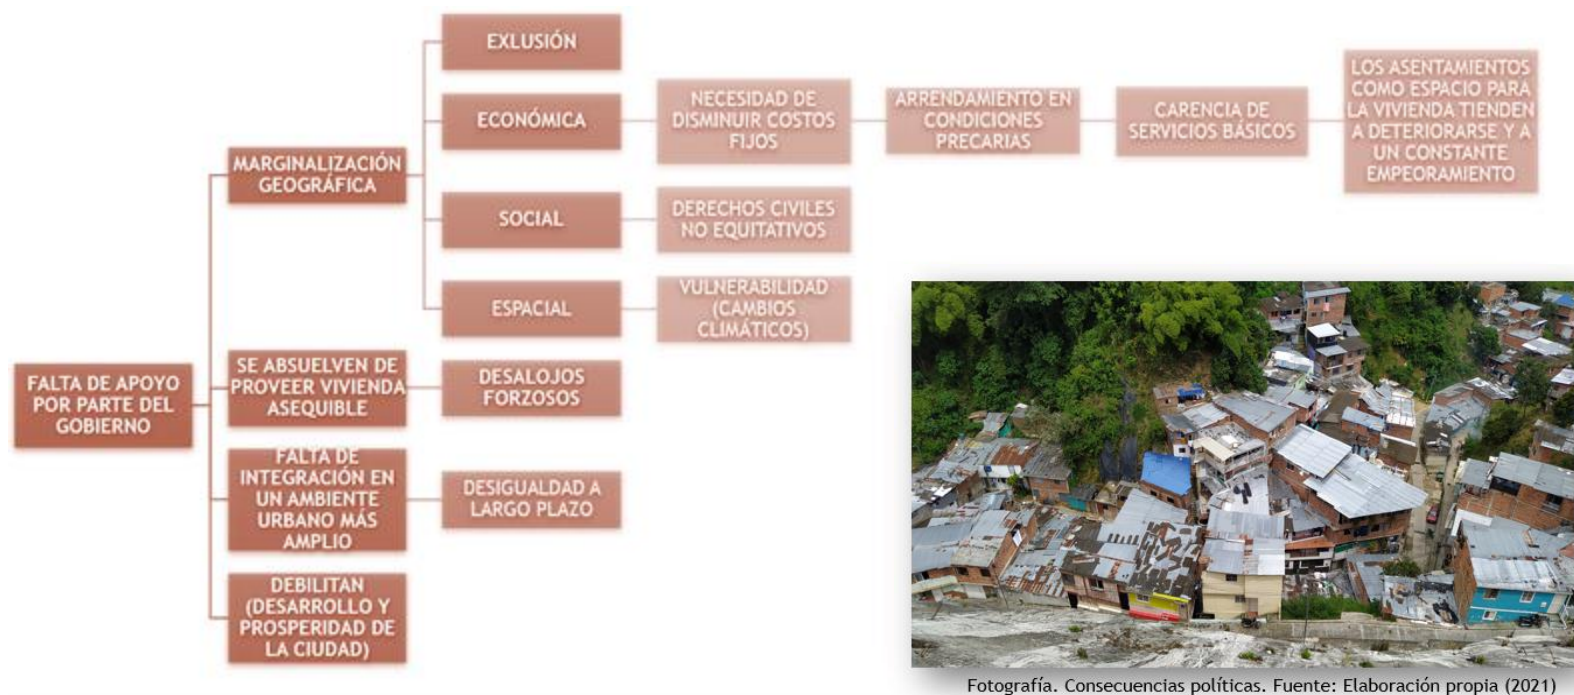 FALTA DE APOYO
POR PARTE DEL
GOBIERNO
MARGINALIZACIÓN
GEOGRÁFICA
EXLUSIÓN
ECONÓMICA
NECESIDAD DE
DISMINUIR COSTOS
FIJOS
ARRENDAMIENTO EN
CONDICIONES
PRECARIAS
CARENCIA DE
SERVICIOS BÁSICOS
LOS ASENTAMIENTOS
COMO ESPACIO PARA
LA VIVIENDA TIENDEN
A DETERIORARSE Y A
UN CONSTANTE
EMPEORAMIENTO
SOCIAL
DERECHOS CIVILES
NO EQUITATIVOS
ESPACIAL
VULNERABILIDAD
(CAMBIOS
CLIMÁTICOS)
SE ABSUELVEN DE
PROVEER VIVIENDA
ASEQUIBLE
DESALOJOS
FORZOSOS
FALTA DE
INTEGRACIÓN EN
UN AMBIENTE
URBANO MÁS
AMPLIO
DESIGUALDAD A
LARGO PLAZO
DEBILITAN
(DESARROLLO Y
PROSPERIDAD DE
LA CIUDAD)
Fotografía. Consecuencias políticas. Fuente: Elaboración propia (2021)